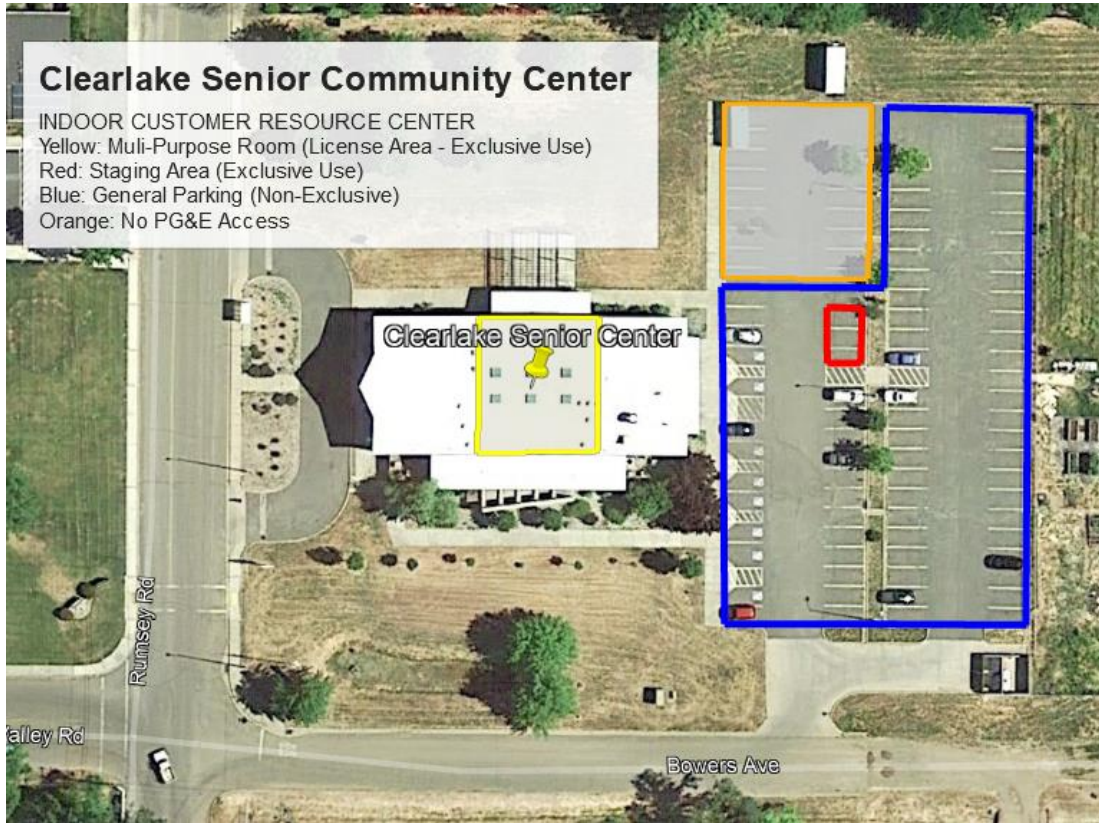 Clearlake Senior Community Center
INDOOR CUSTOMER RESOURCE CENTER
Yellow: Muli-Purpose Room (License Area - Exclusive Use)
Red: Staging Area (Exclusive Use)
Blue: General Parking (Non-Exclusive)
Orange: No PG&E Access
Clearlake Senior Center
Rumsey Rd
alley Rd
Bowers Ave